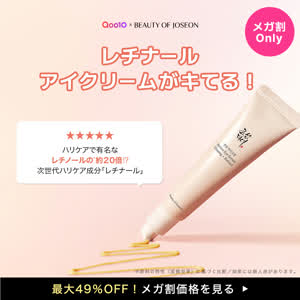 Qoo10 × BEAUTY OF JOSEON
メガ割
Only
レチナール
アイクリームがキてる！
★★★★★
ハリケアで有名な
レチノールの*約20倍!?
次世代ハリケア成分「レチナール」
最大49%OFF！メガ割価格を見る ▶